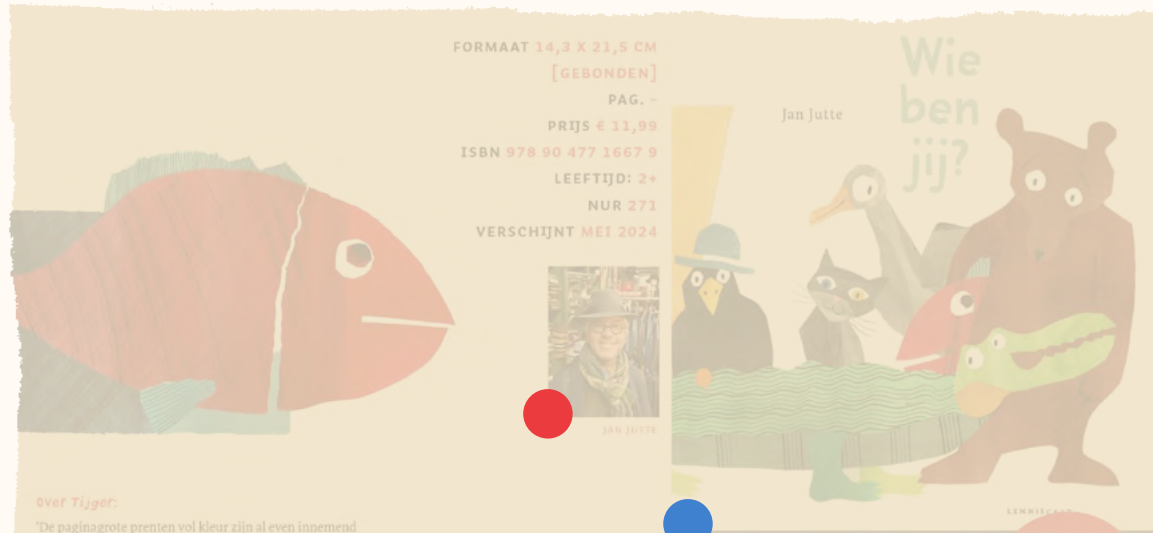 FORMAAT 14,3 X 21,5 CM
[GEBONDEN]
PAG. -
PRIJS € 11,99
ISBN 978 90 477 1667 9
LEEFTIJD: 2+
NUR 271
VERSCHIJNT MEI 2024
JAN JUTTE
Jan Jutte
Wie
ben
jij?
LENNISCAAT
over Tijger:
'De paginagrote prenten vol kleur zijn al even innemend